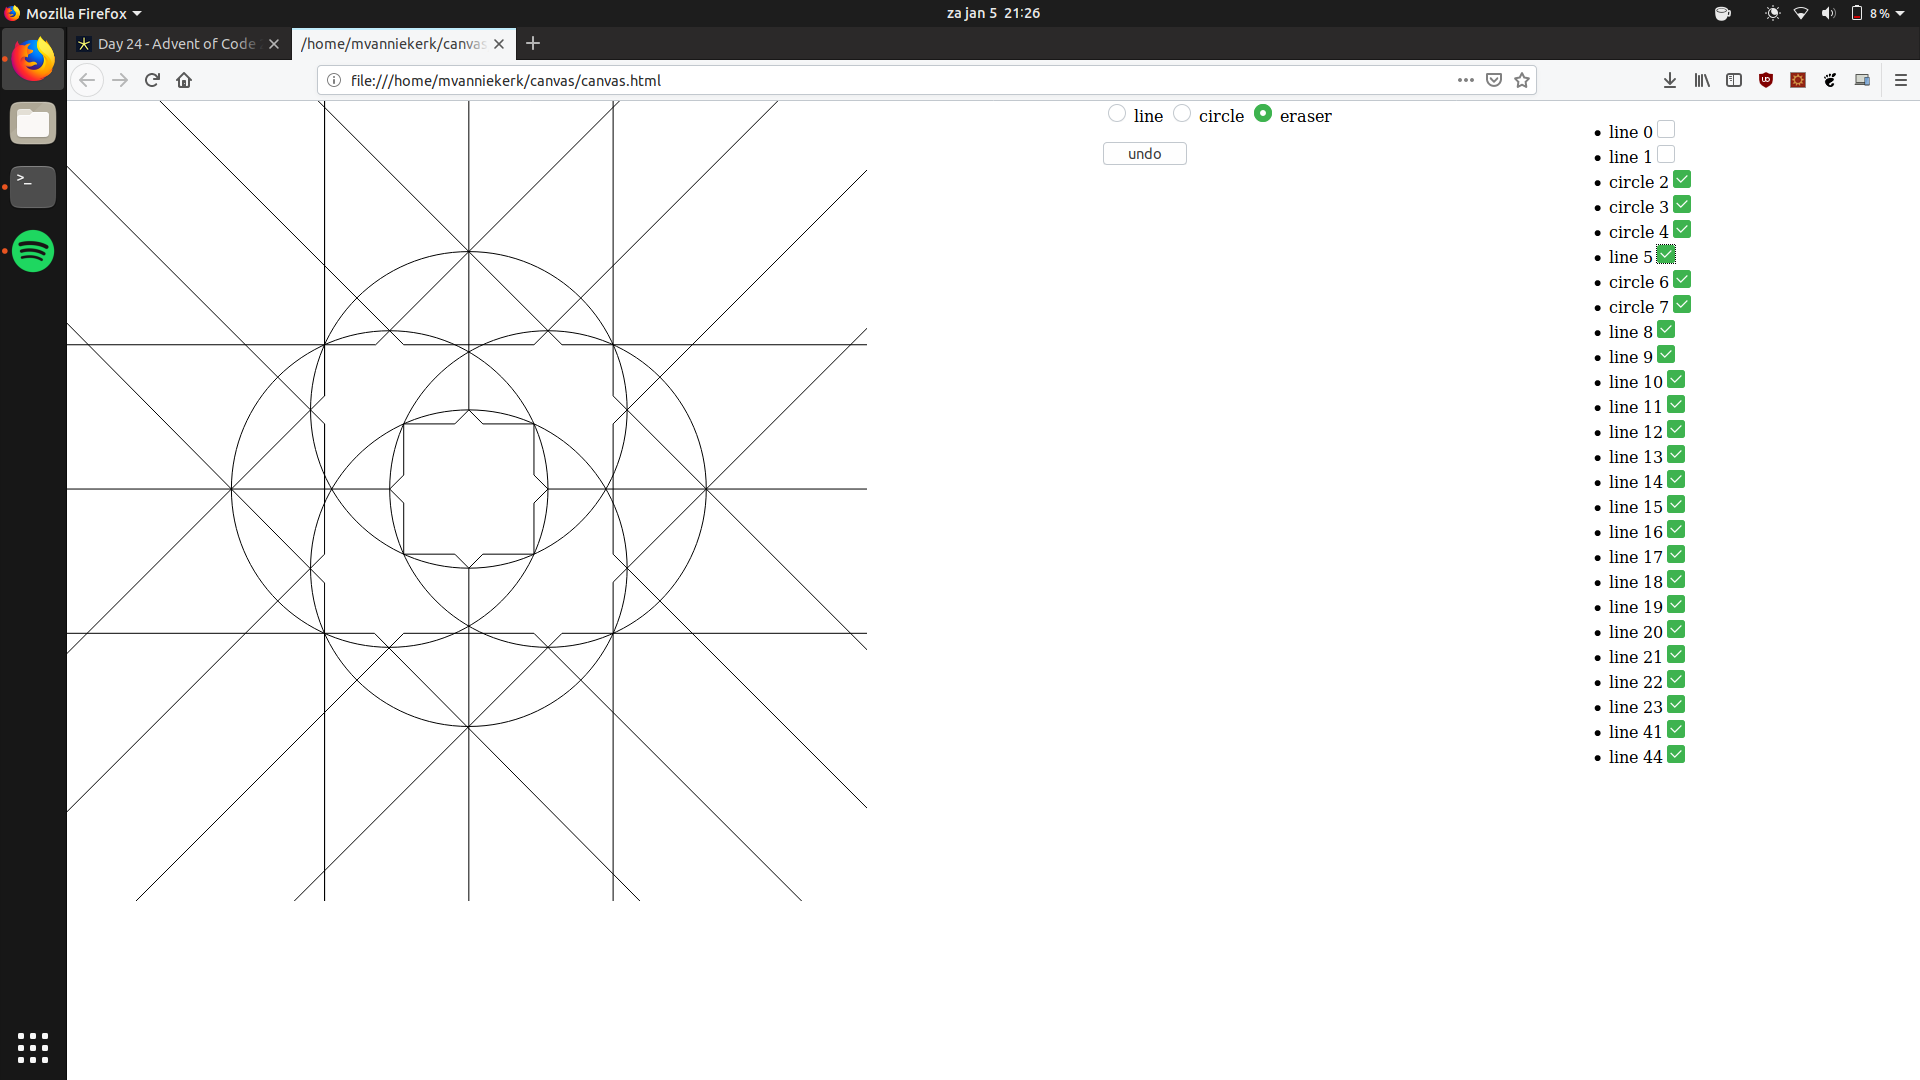 Mozilla Firefox
za jan 5 21:26
8 %
Day 24 - Advent of Code
/home/mvanniekerk/canvas
file:///home/mvanniekerk/canvas/canvas.html
line circle eraser
undo
line 0
line 1
circle 2
circle 3
circle 4
line 5
circle 6
circle 7
line 8
line 9
line 10
line 11
line 12
line 13
line 14
line 15
line 16
line 17
line 18
line 19
line 20
line 21
line 22
line 23
line 41
line 44
>_